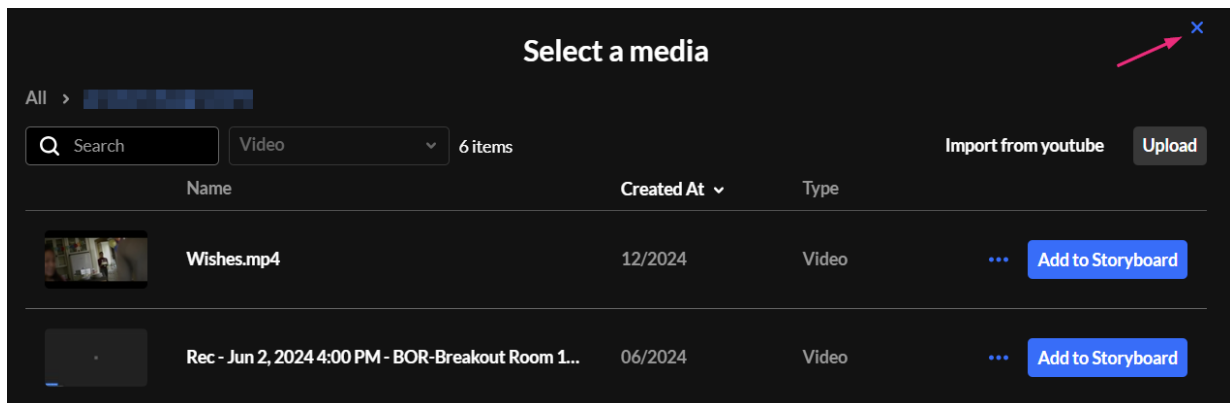 Select a media
All >
Search Video 6 items Import from youtube Upload
Name Created At Type
Wishes.mp4 12/2024 Video ... Add to Storyboard
Rec - Jun 2, 2024 4:00 PM - BOR-Breakout Room 1... 06/2024 Video ... Add to Storyboard